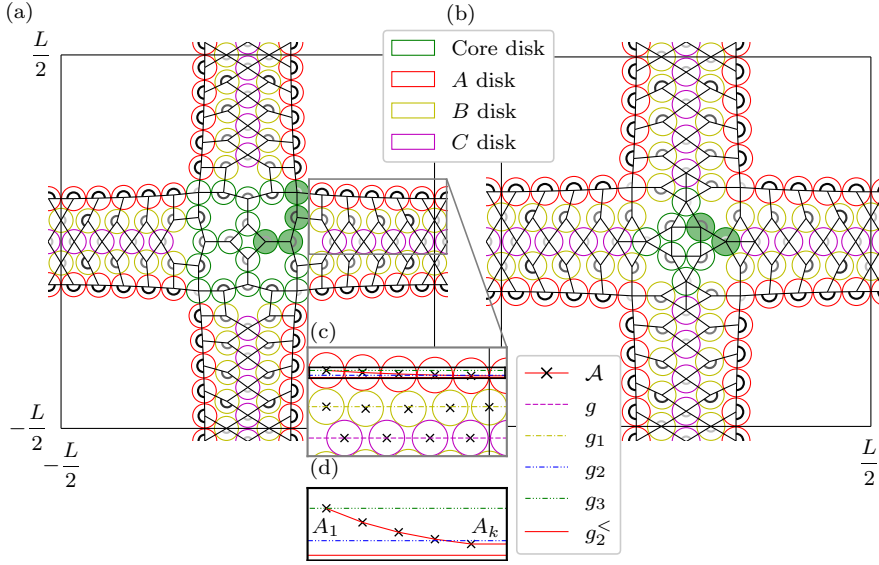 (a)
(b)
L/2
Core disk
A disk
B disk
C disk
(c)
−L/2
−L/2
L/2
𝒜
g
g₁
g₂
g₃
g₂^<
(d)
A₁
Aₖ